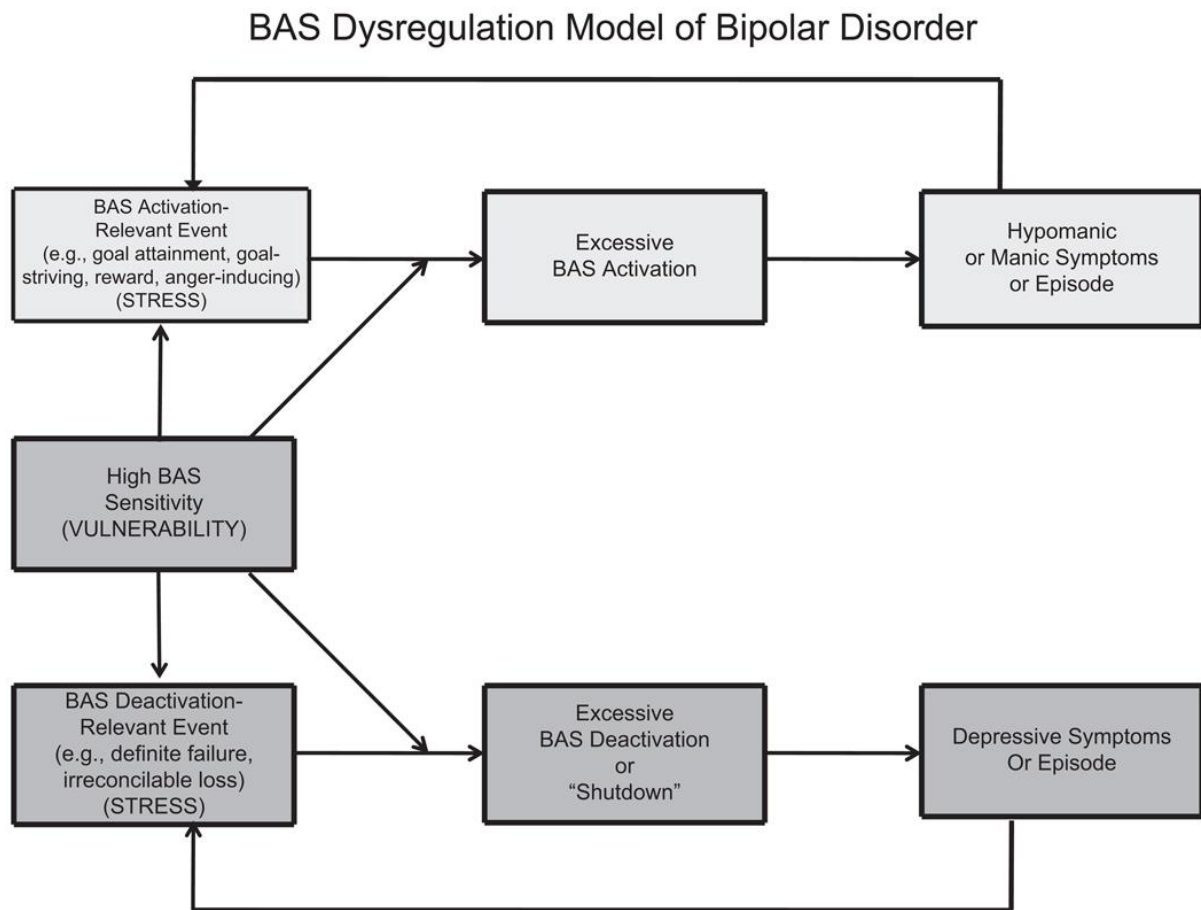 BAS Dysregulation Model of Bipolar Disorder
BAS Activation-
Relevant Event
(e.g., goal attainment, goal-
striving, reward, anger-inducing)
(STRESS)
Excessive
BAS Activation
Hypomanic
or Manic Symptoms
or Episode
High BAS
Sensitivity
(VULNERABILITY)
BAS Deactivation-
Relevant Event
(e.g., definite failure,
irreconcilable loss)
(STRESS)
Excessive
BAS Deactivation
or
“Shutdown”
Depressive Symptoms
Or Episode